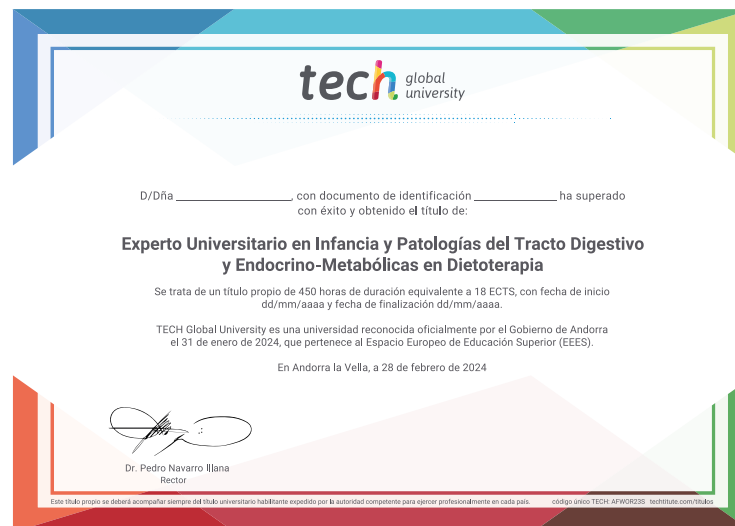 tech global university
D/Dña ________________, con documento de identificación ____________ ha superado
con éxito y obtenido el título de:
Experto Universitario en Infancia y Patologías del Tracto Digestivo
y Endocrino-Metabólicas en Dietoterapia
Se trata de un título propio de 450 horas de duración equivalente a 18 ECTS, con fecha de inicio
dd/mm/aaaa y fecha de finalización dd/mm/aaaa.
TECH Global University es una universidad reconocida oficialmente por el Gobierno de Andorra
el 31 de enero de 2024, que pertenece al Espacio Europeo de Educación Superior (EEES).
En Andorra la Vella, a 28 de febrero de 2024
Dr. Pedro Navarro Illana
Rector
Este título propio se deberá acompañar siempre del título universitario habilitante expedido por la autoridad competente para ejercer profesionalmente en cada país. código único TECH: AFWOR23S techtitute.com/titulos